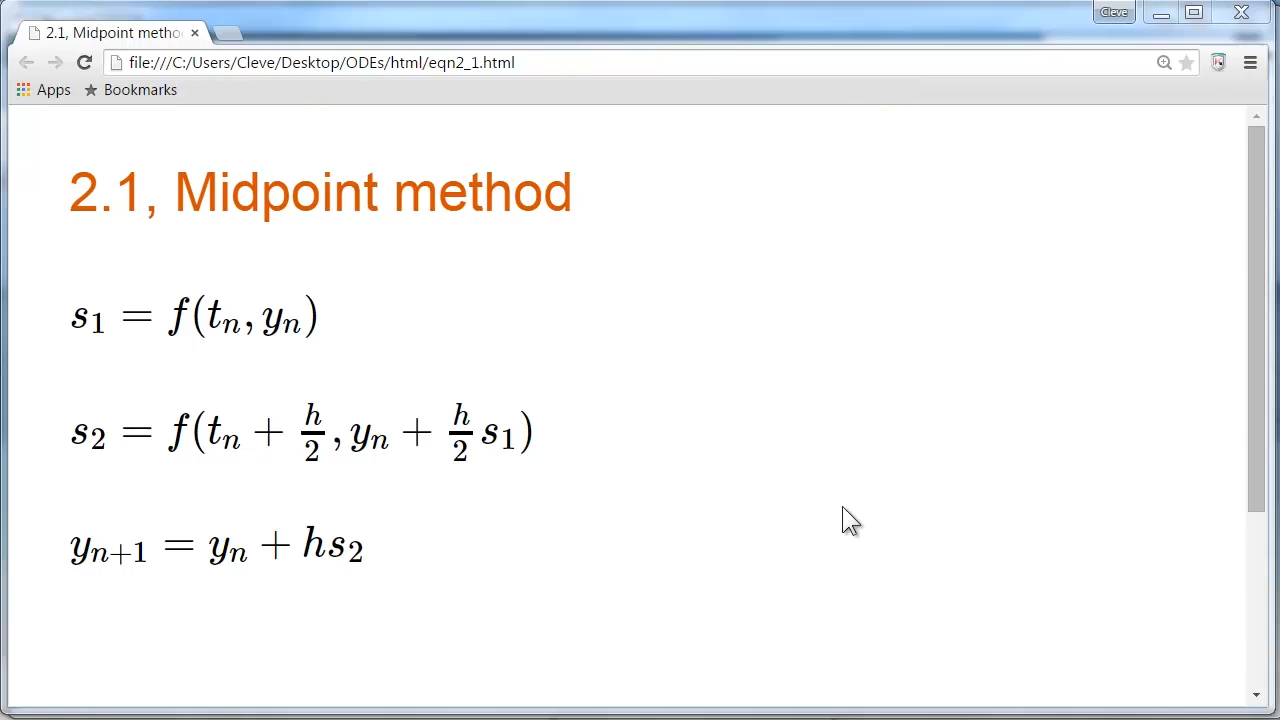 Cleve
2.1, Midpoint metho
file:///C:/Users/Cleve/Desktop/ODEs/html/eqn2_1.html
Apps Bookmarks
2.1, Midpoint method
s₁ = f(tₙ, yₙ)
s₂ = f(tₙ + h/2, yₙ + h/2 s₁)
yₙ₊₁ = yₙ + hs₂